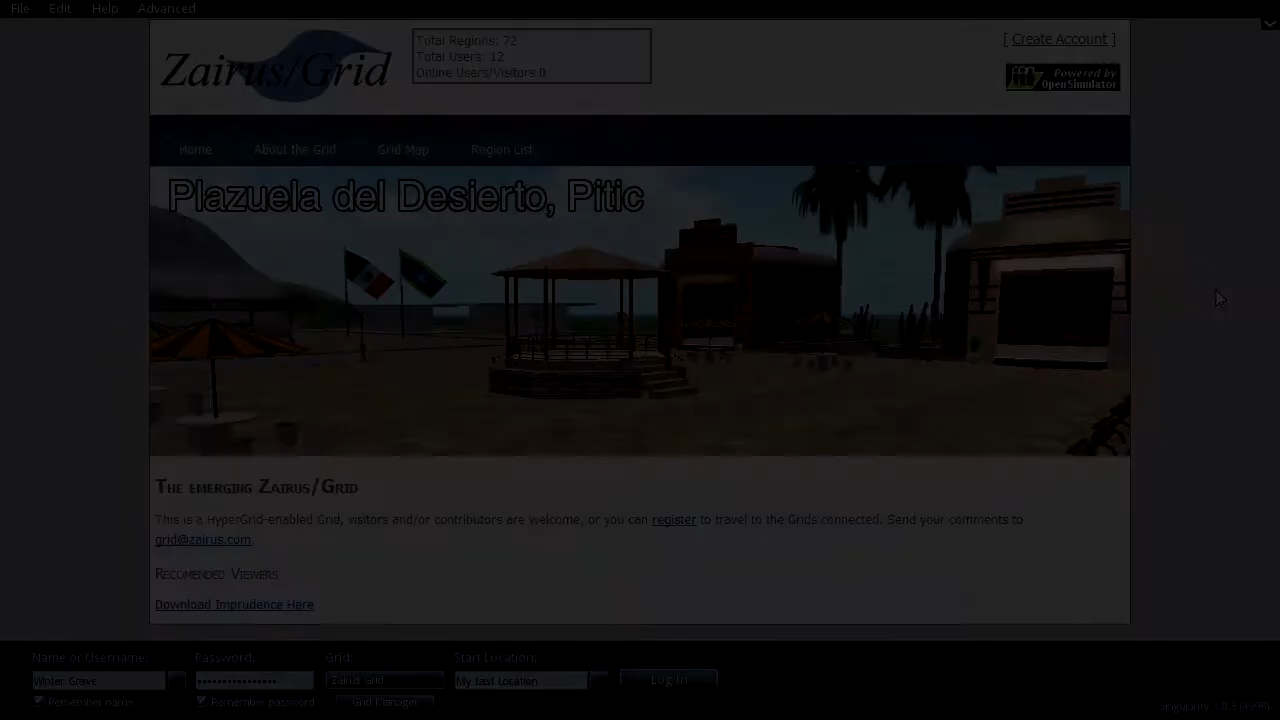 File Edit Help Advanced
Zairus/Grid
Total Regions: 72
Total Users: 12
Online Users/Visitors 0
[ Create Account ]
Powered by
OpenSimulator
Home About the Grid Grid Map Region List
Plazuela del Desierto, Pitic
The emerging Zairus/Grid
This is a HyperGrid-enabled Grid, visitors and/or contributors are welcome, or you can register to travel to the Grids connected. Send your comments to
grid@zairus.com
Recomended Viewers
Download Imprudence Here
Name or Username: Password: Grid: Start Location:
Winter Grave Zairus Grid My Last Location Log In
Remember name Remember password Grid Manager